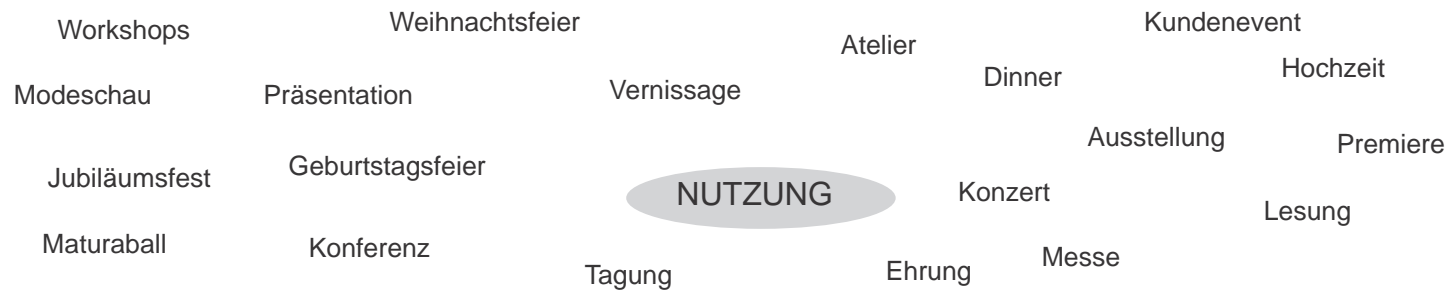 Workshops
Weihnachtsfeier
Atelier
Kundenevent
Modeschau
Präsentation
Vernissage
Dinner
Hochzeit
Jubiläumsfest
Geburtstagsfeier
NUTZUNG
Ausstellung
Premiere
Konzert
Lesung
Maturaball
Konferenz
Tagung
Ehrung
Messe